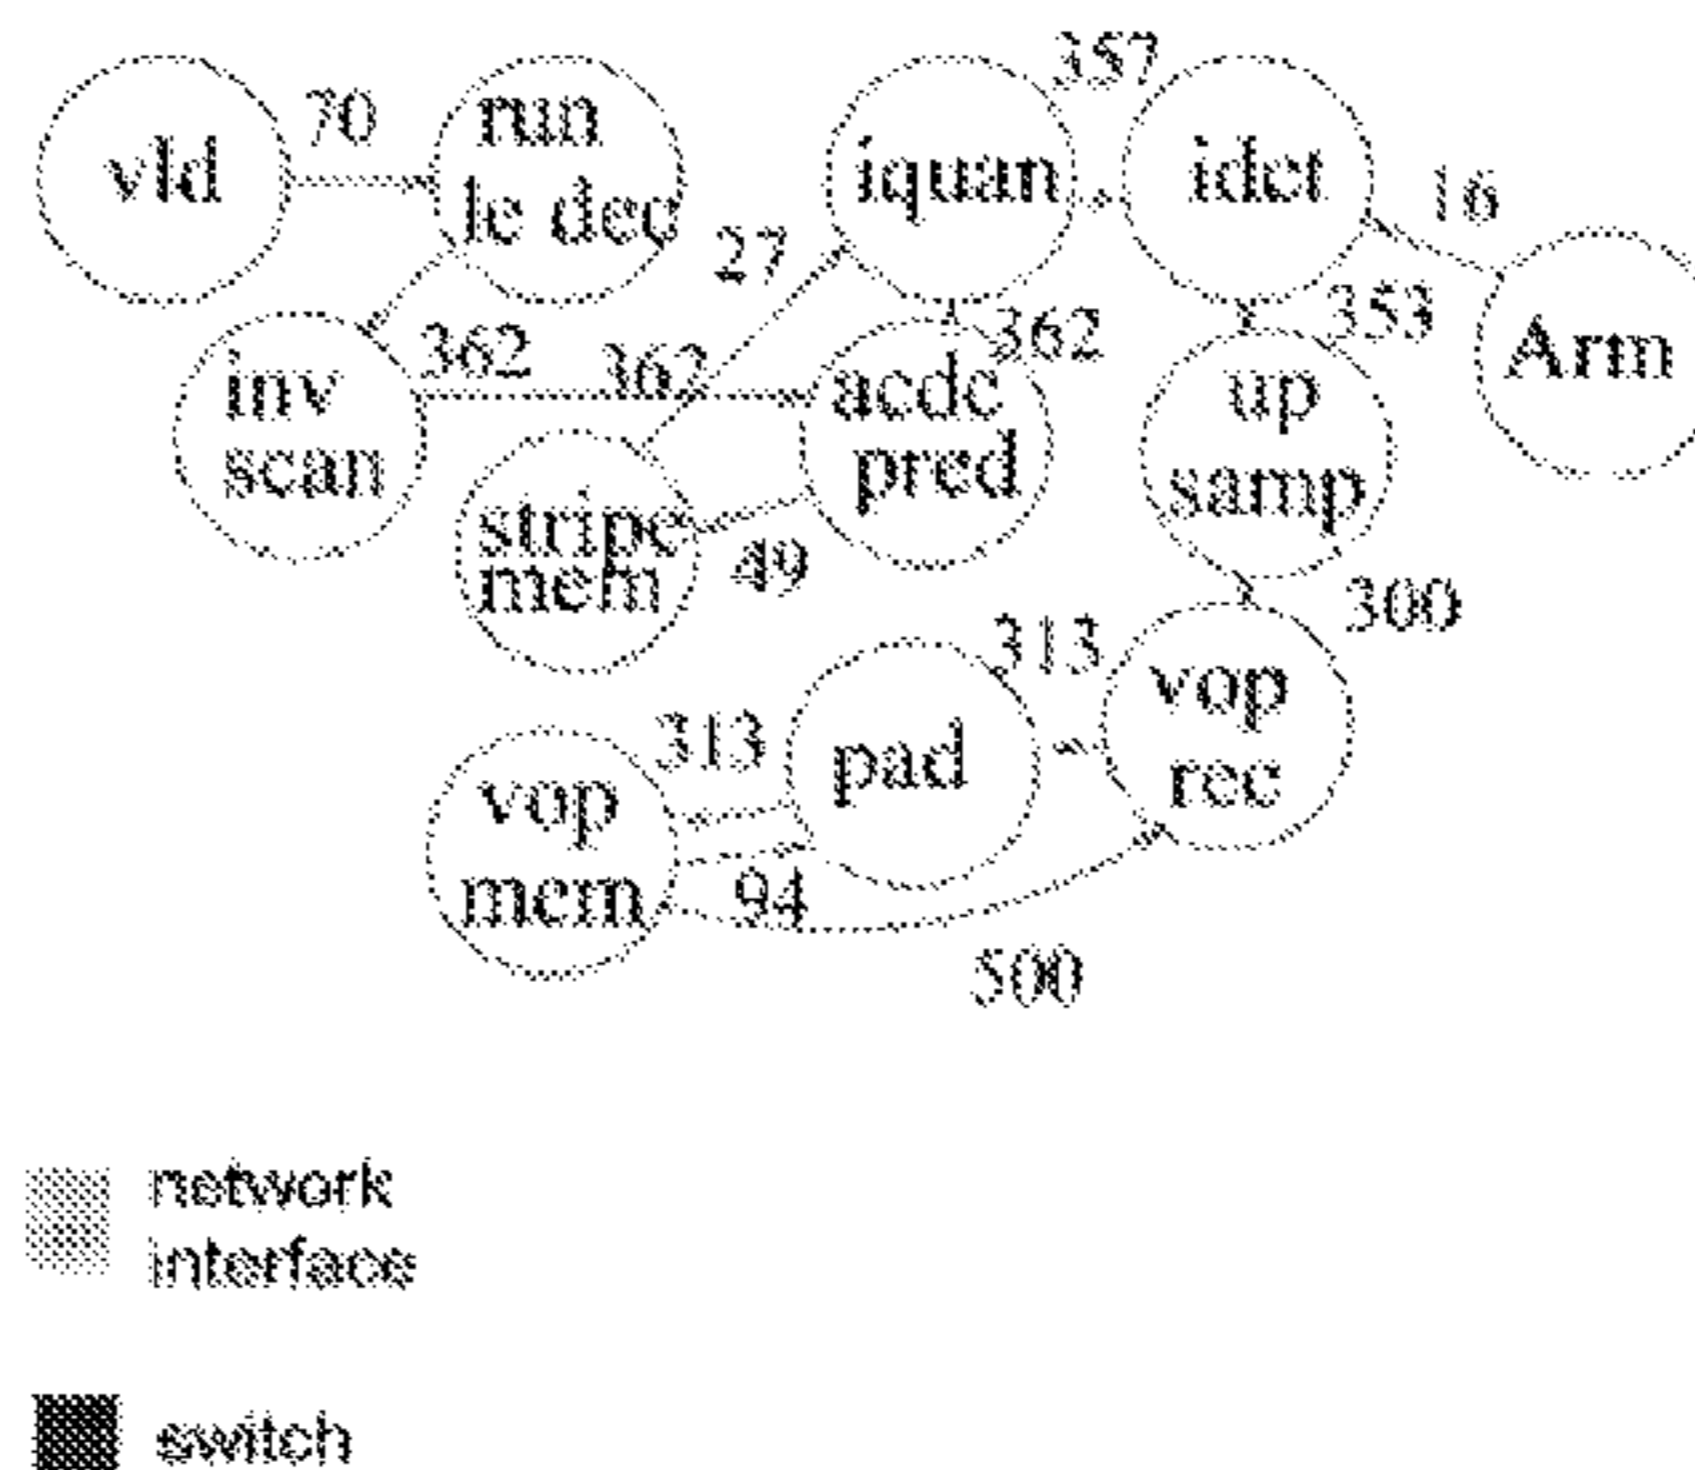 357
70
vld
run
le dec
iquan
idct
16
27
362
362
362
353
Arm
inv
scan
acdc
pred
up
samp
stripe
mem
49
300
313
313
vop
rec
pad
vop
mem
94
500
network
interface
switch